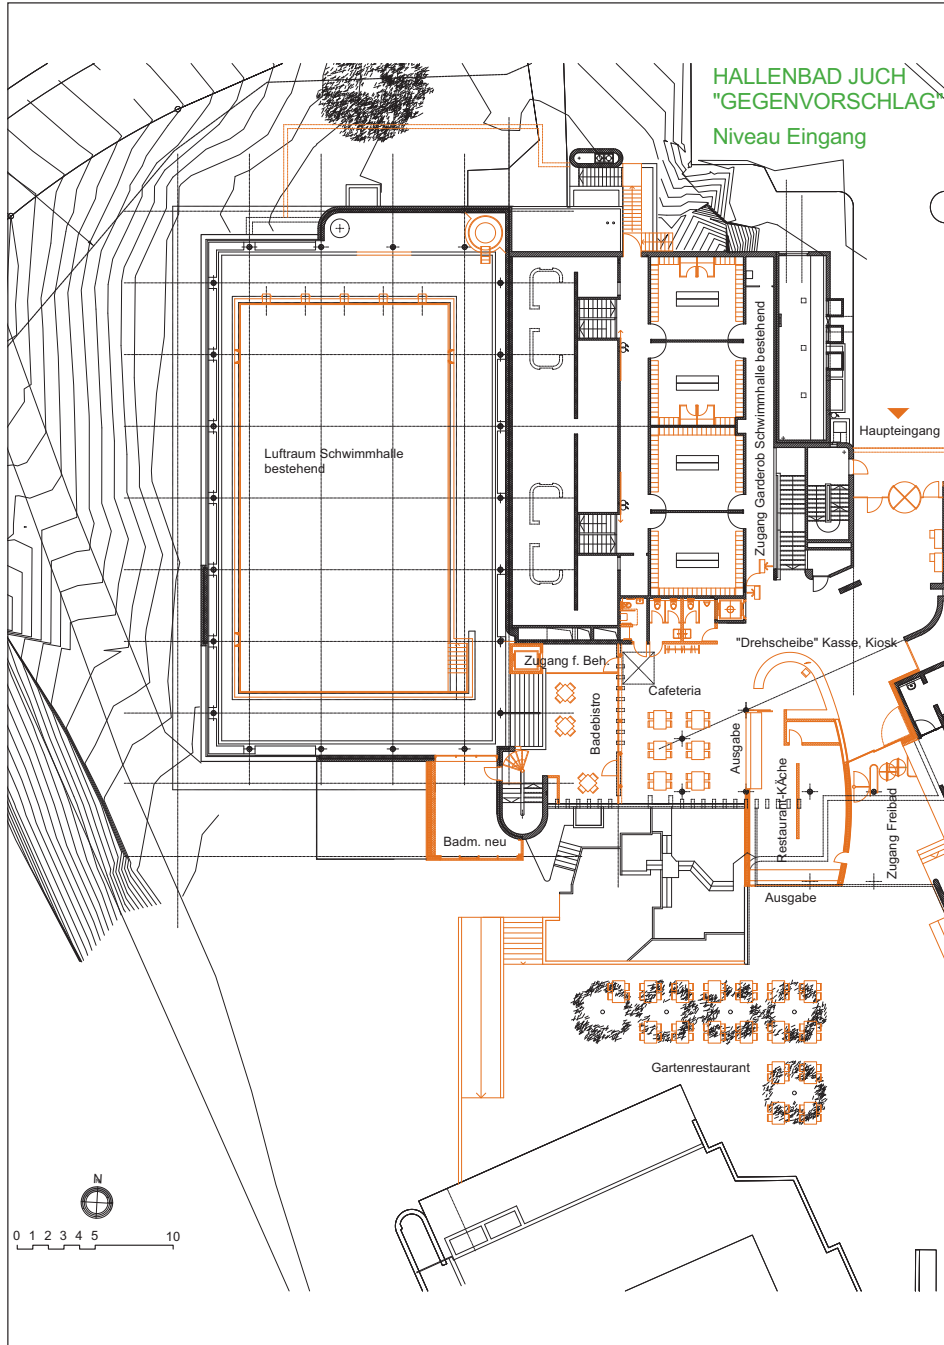 HALLENBAD JUCH
"GEGENVORSCHLAG"
Niveau Eingang
Haupteingang
Zugang Garderob Schwimmhalle bestehend
Luftraum Schwimmhalle
bestehend
"Drehscheibe" Kasse, Kiosk
Zugang f. Beh.
Cafeteria
Badebistro
Ausgabe
Restaurant-KÄche
Zugang Freibad
Badm. neu
Ausgabe
Gartenrestaurant
N
0 1 2 3 4 5 10